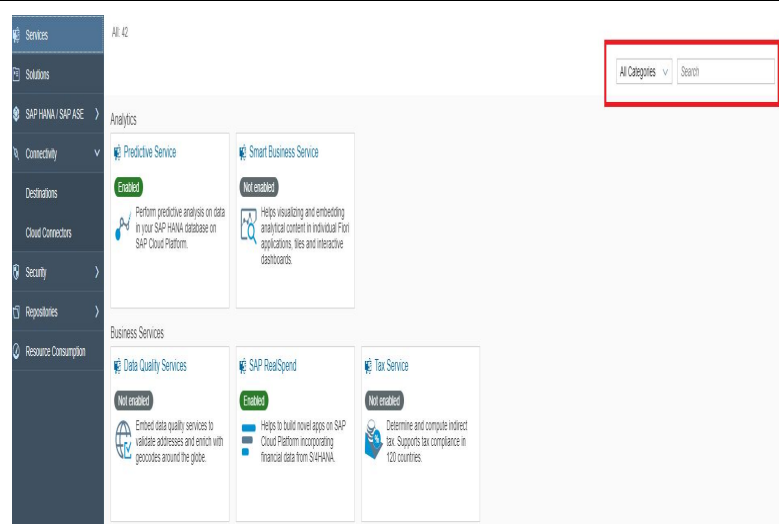 Services
Solutions
SAP HANA / SAP ASE
Connectivity
Destinations
Cloud Connectors
Security
Repositories
Resource Consumption
All: 42
All Categories
Search
Analytics
Predictive Service
Enabled
Perform predictive analysis on data
in your SAP HANA database on
SAP Cloud Platform.
Smart Business Service
Not enabled
Helps visualizing and embedding
analytical content in individual Fiori
applications, tiles and interactive
dashboards.
Business Services
Data Quality Services
Not enabled
Embed data quality services to
validate addresses and enrich with
geocodes around the globe.
SAP RealSpend
Enabled
Helps to build novel apps on SAP
Cloud Platform incorporating
financial data from S/4HANA.
Tax Service
Not enabled
Determine and compute indirect
tax. Supports tax compliance in
120 countries.